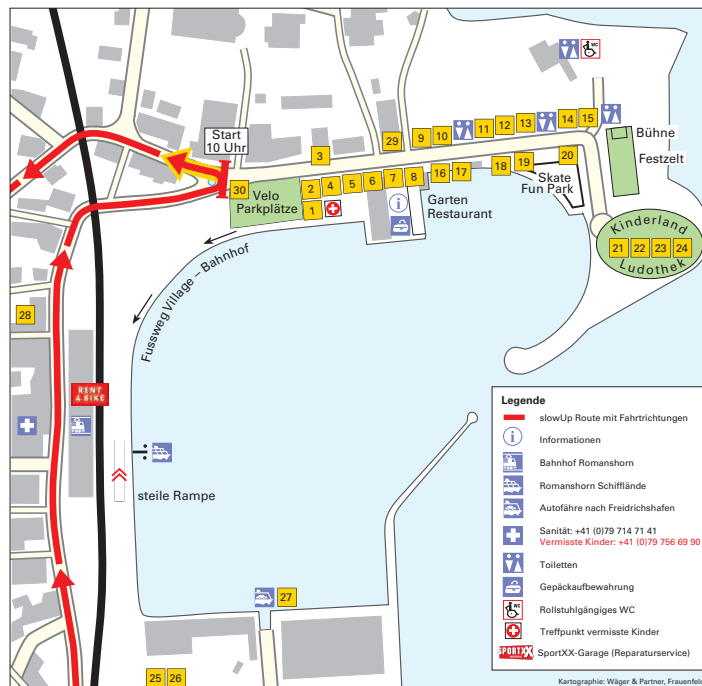 WC
Start
10 Uhr
Bühne
Festzelt
3
29
9
10
11
12
13
14
15
30
Velo
Parkplätze
2
4
5
6
7
8
16
17
18
19
20
1
i
Garten
Restaurant
Skate
Fun Park
Kinderland
21
22
23
24
Ludothek
Fussweg Village – Bahnhof
28
RENT
A BIKE
steile Rampe
27
25
26
Legende
slowUp Route mit Fahrtrichtungen
i
Informationen
Bahnhof Romanshorn
Romanshorn Schifflände
Autofähre nach Freidrichshafen
Sanität: +41 (0)79 714 71 41
Vermisste Kinder: +41 (0)79 756 69 90
Toiletten
Gepäckaufbewahrung
WC
Rollstuhlgängiges WC
Treffpunkt vermisste Kinder
SPORTXX
SportXX-Garage (Reparaturservice)
Kartographie: Wäger & Partner, Frauenfeld